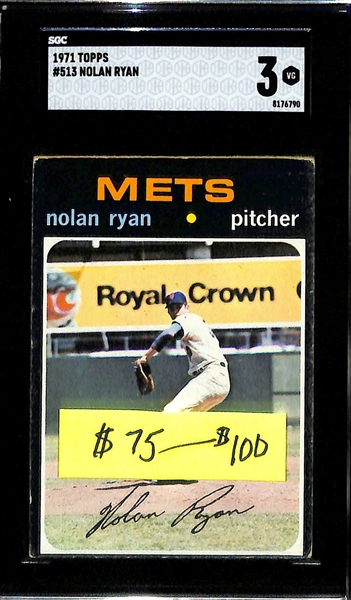 SGC
1971 TOPPS
#513 NOLAN RYAN
3 VG
8176790
METS
nolan ryan • pitcher
Royal Crown
$ 75 — $100
Nolan Ryan